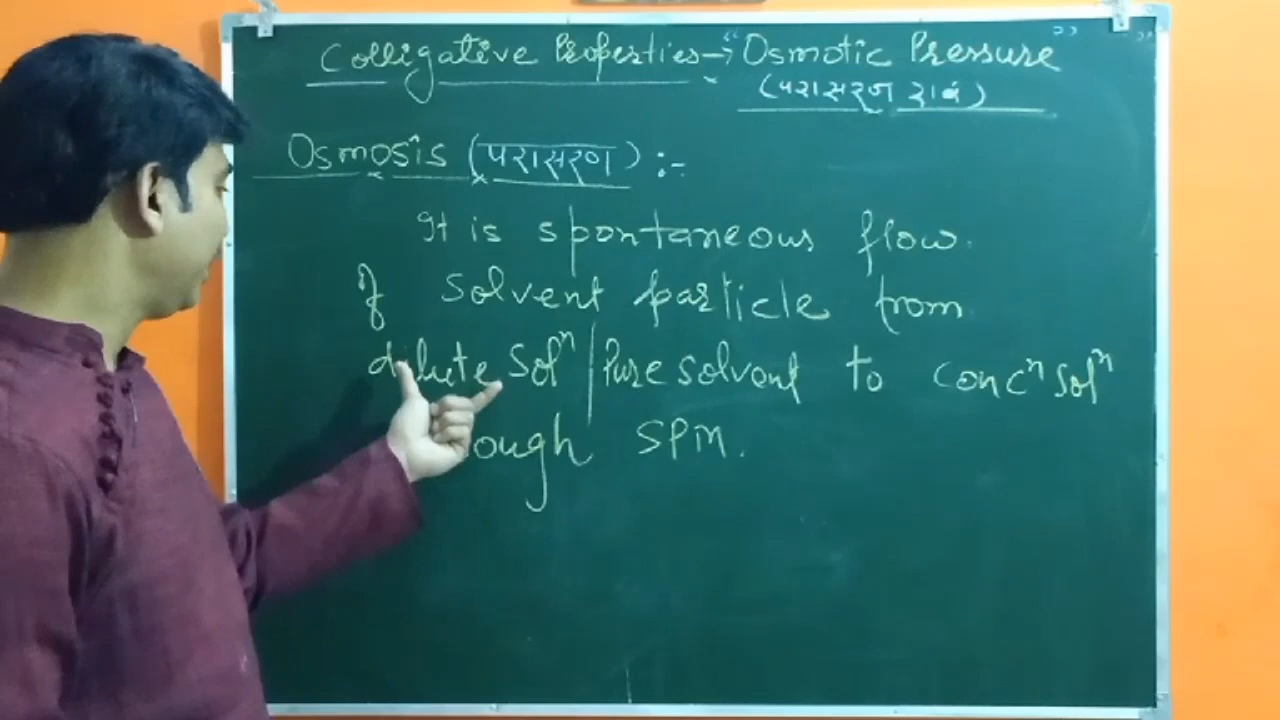 Colligative Properties → "Osmotic Pressure"
(परासरण दाब)
Osmosis (परासरण) :-
It is spontaneous flow
of solvent particle from
dilute Solⁿ | Pure solvent to concⁿ Solⁿ
ough SPM.